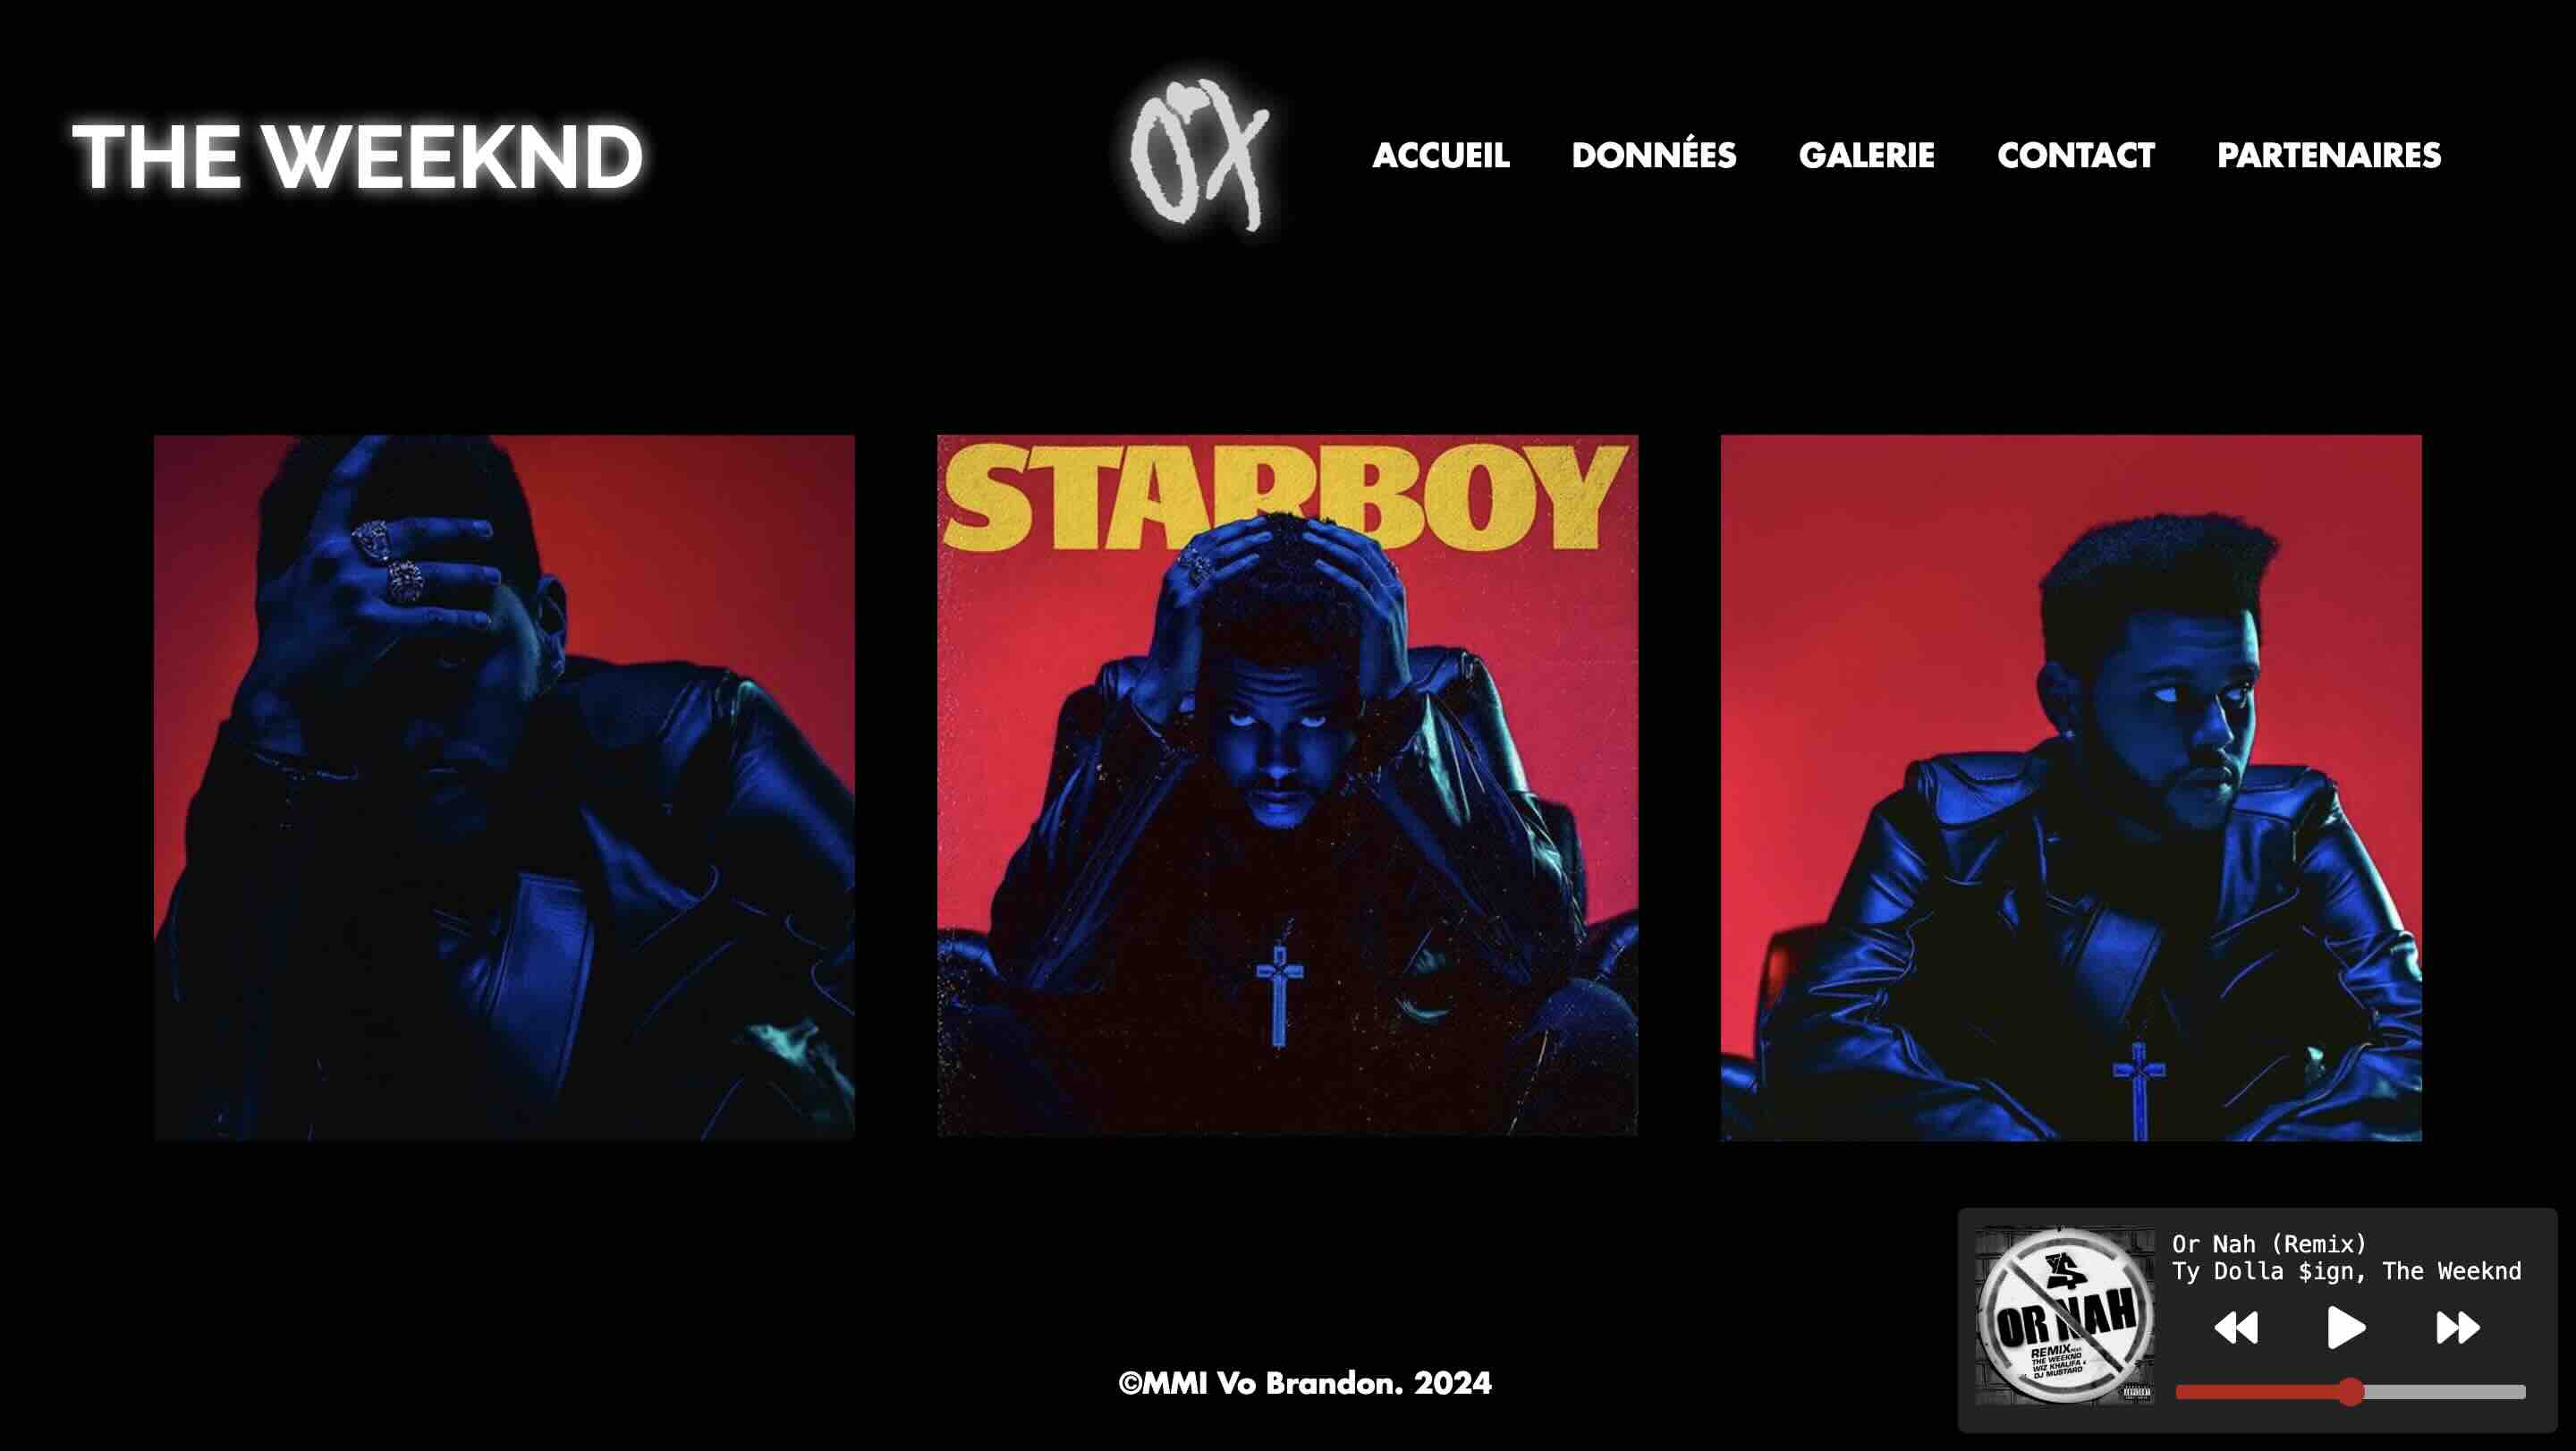 THE WEEKND
OX
ACCUEIL
DONNÉES
GALERIE
CONTACT
PARTENAIRES
STARBOY
Or Nah (Remix)
Ty Dolla $ign, The Weeknd
OR NAH
REMIX
THE WEEKND
WIZ KHALIFA &
DJ MUSTARD
©MMI Vo Brandon. 2024